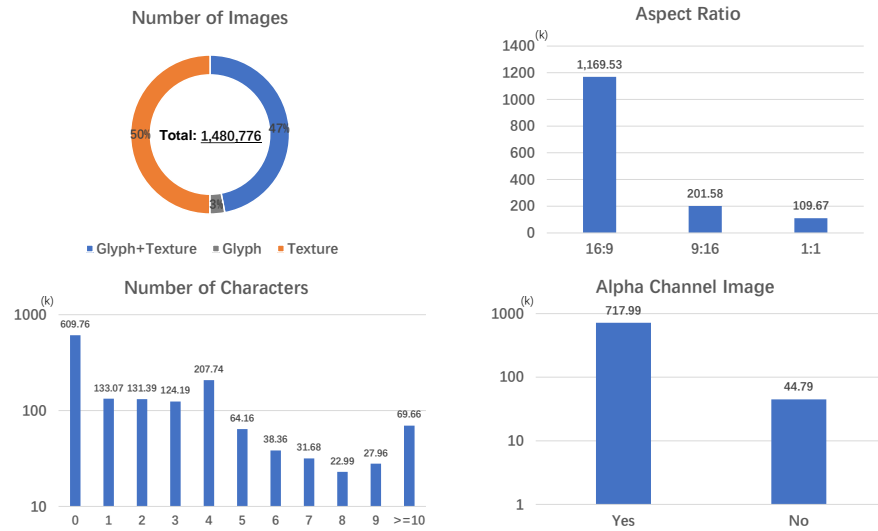 Number of Images
50%
Total: 1,480,776
47%
3%
Glyph+Texture Glyph Texture
Aspect Ratio
(k)
1400
1200
1000
800
600
400
200
0
1,169.53
201.58
109.67
16:9 9:16 1:1
Number of Characters
(k)
1000
100
10
609.76
133.07
131.39
124.19
207.74
64.16
38.36
31.68
22.99
27.96
69.66
0 1 2 3 4 5 6 7 8 9 >=10
Alpha Channel Image
(k)
1000
100
10
1
717.99
44.79
Yes No